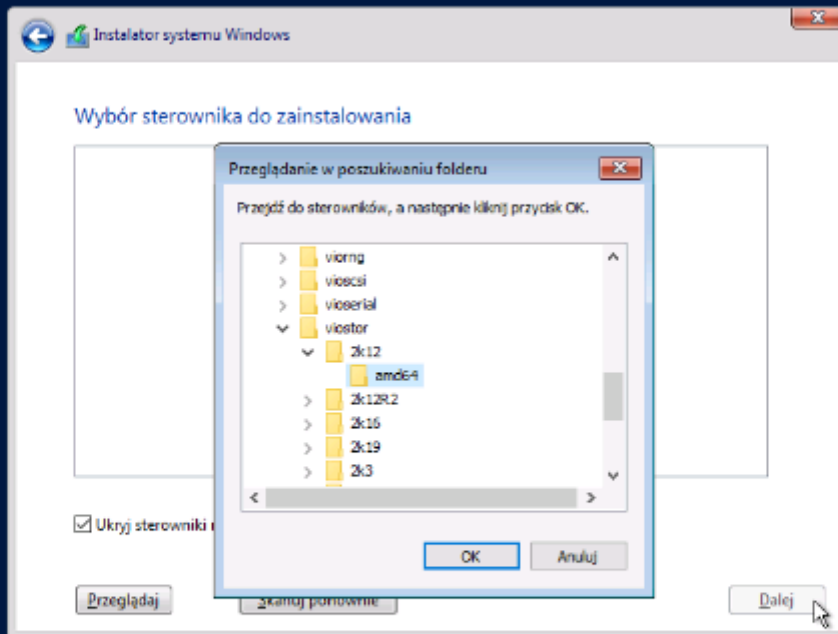 Instalator systemu Windows
Wybór sterownika do zainstalowania
Przeglądanie w poszukiwaniu folderu
Przejdź do sterowników, a następnie kliknij przycisk OK.
viorng
vioscsi
vioserial
viostor
2k12
amd64
2k12R2
2k16
2k19
2k3
Ukryj sterowniki
OK
Anuluj
Przeglądaj
Skanuj ponownie
Dalej